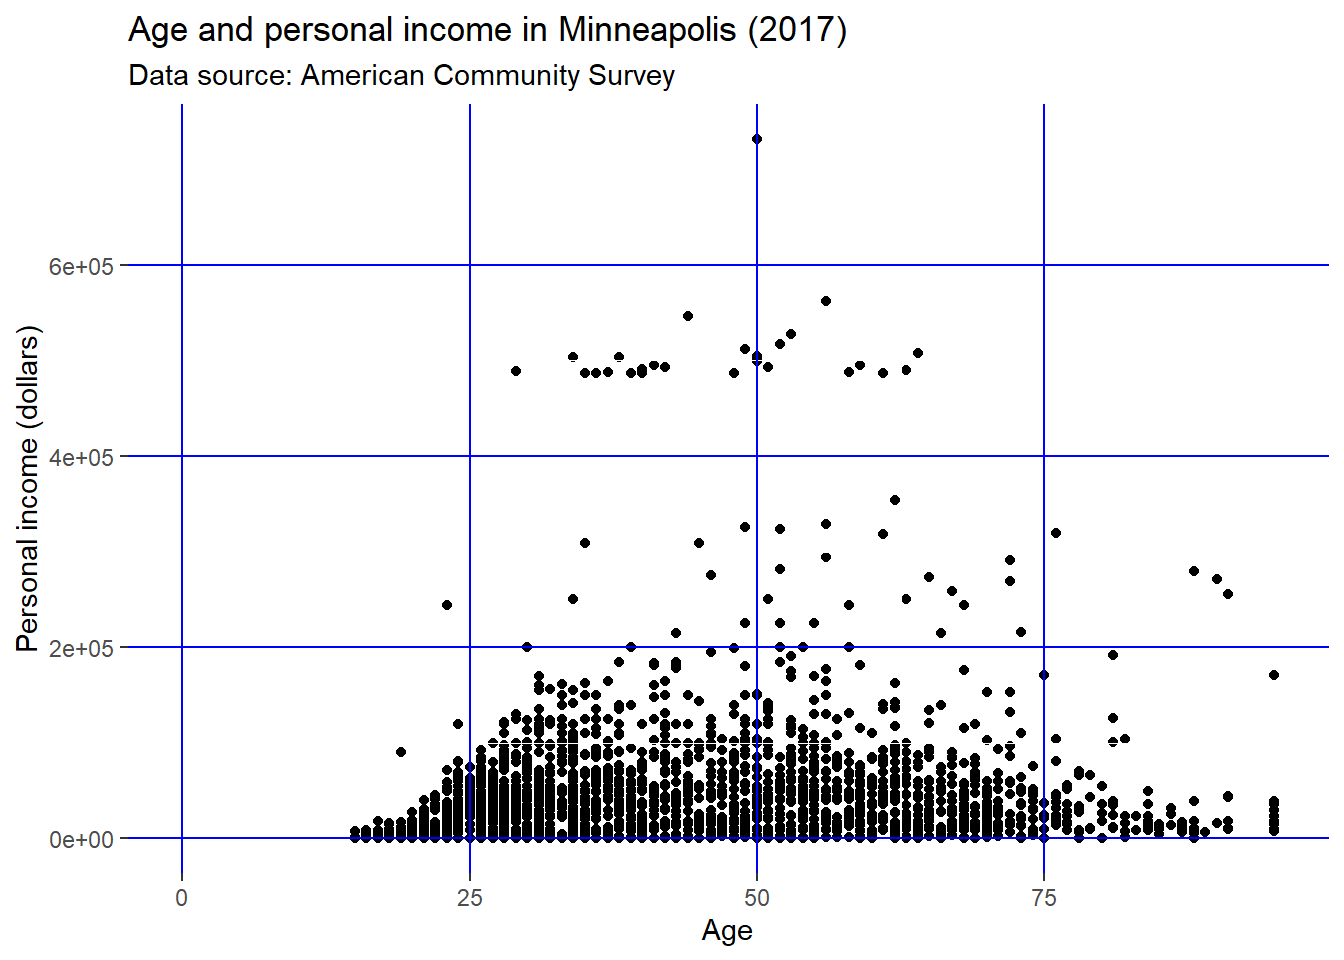 Age and personal income in Minneapolis (2017)
Data source: American Community Survey
Personal income (dollars)
6e+05
4e+05
2e+05
0e+00
0 25 50 75
Age